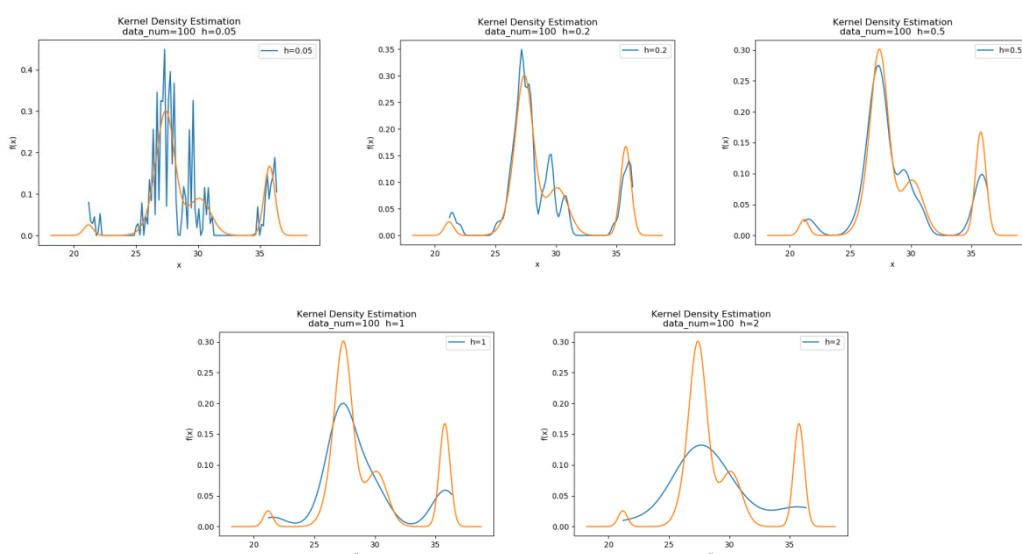 Kernel Density Estimation
data_num=100 h=0.05
h=0.05
0.4
0.3
0.2
0.1
0.0
f(x)
20 25 30 35
x
Kernel Density Estimation
data_num=100 h=0.2
h=0.2
0.35
0.30
0.25
0.20
0.15
0.10
0.05
0.00
f(x)
20 25 30 35
x
Kernel Density Estimation
data_num=100 h=0.5
h=0.5
0.30
0.25
0.20
0.15
0.10
0.05
0.00
f(x)
20 25 30 35
x
Kernel Density Estimation
data_num=100 h=1
h=1
0.30
0.25
0.20
0.15
0.10
0.05
0.00
f(x)
20 25 30 35
Kernel Density Estimation
data_num=100 h=2
h=2
0.30
0.25
0.20
0.15
0.10
0.05
0.00
f(x)
20 25 30 35